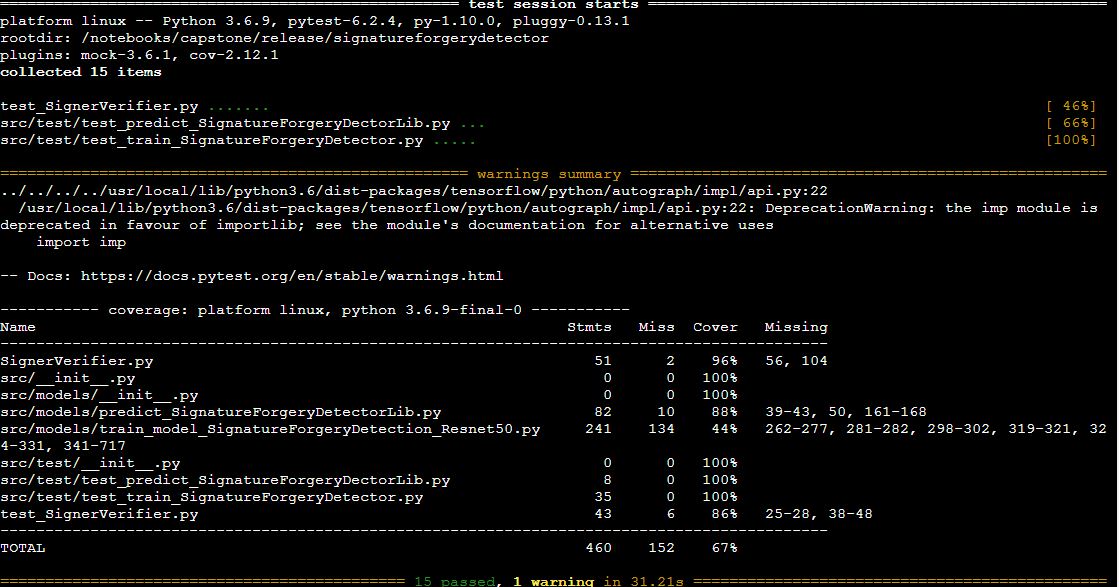 ============================================== test session starts ==============================================
platform linux -- Python 3.6.9, pytest-6.2.4, py-1.10.0, pluggy-0.13.1
rootdir: /notebooks/capstone/release/signatureforgerydetector
plugins: mock-3.6.1, cov-2.12.1
collected 15 items
test_SignerVerifier.py ....... [ 46%]
src/test/test_predict_SignatureForgeryDectorLib.py ... [ 66%]
src/test/test_train_SignatureForgeryDetector.py ..... [100%]
=============================================== warnings summary ================================================
../../../../usr/local/lib/python3.6/dist-packages/tensorflow/python/autograph/impl/api.py:22
/usr/local/lib/python3.6/dist-packages/tensorflow/python/autograph/impl/api.py:22: DeprecationWarning: the imp module is
deprecated in favour of importlib; see the module's documentation for alternative uses
import imp
-- Docs: https://docs.pytest.org/en/stable/warnings.html
----------- coverage: platform linux, python 3.6.9-final-0 -----------
Name Stmts Miss Cover Missing
--------------------------------------------------------------------------------------------
SignerVerifier.py 51 2 96% 56, 104
src/__init__.py 0 0 100%
src/models/__init__.py 0 0 100%
src/models/predict_SignatureForgeryDetectorLib.py 82 10 88% 39-43, 50, 161-168
src/models/train_model_SignatureForgeryDetection_Resnet50.py 241 134 44% 262-277, 281-282, 298-302, 319-321, 32
4-331, 341-717
src/test/__init__.py 0 0 100%
src/test/test_predict_SignatureForgeryDectorLib.py 8 0 100%
src/test/test_train_SignatureForgeryDetector.py 35 0 100%
test_SignerVerifier.py 43 6 86% 25-28, 38-48
--------------------------------------------------------------------------------------------
TOTAL 460 152 67%
======================================== 15 passed, 1 warning in 31.21s =========================================